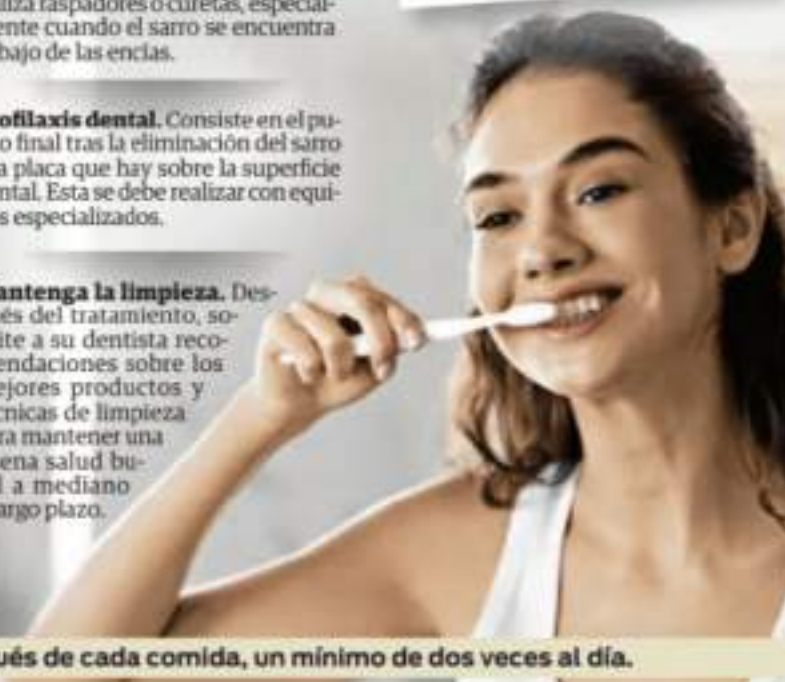 liza raspadores o curetas, especial-
ente cuando el sarro se encuentra
bajo de las encías.
ofilaxis dental. Consiste en el pu-
o final tras la eliminación del sarro
a placa que hay sobre la superficie
ntal. Esta se debe realizar con equi-
s especializados.
antenga la limpieza. Des-
és del tratamiento, so-
ite a su dentista reco-
endaciones sobre los
ejores productos y
cnicas de limpieza
ra mantener una
ena salud bu-
l a mediano
argo plazo.
ués de cada comida, un mínimo de dos veces al día.